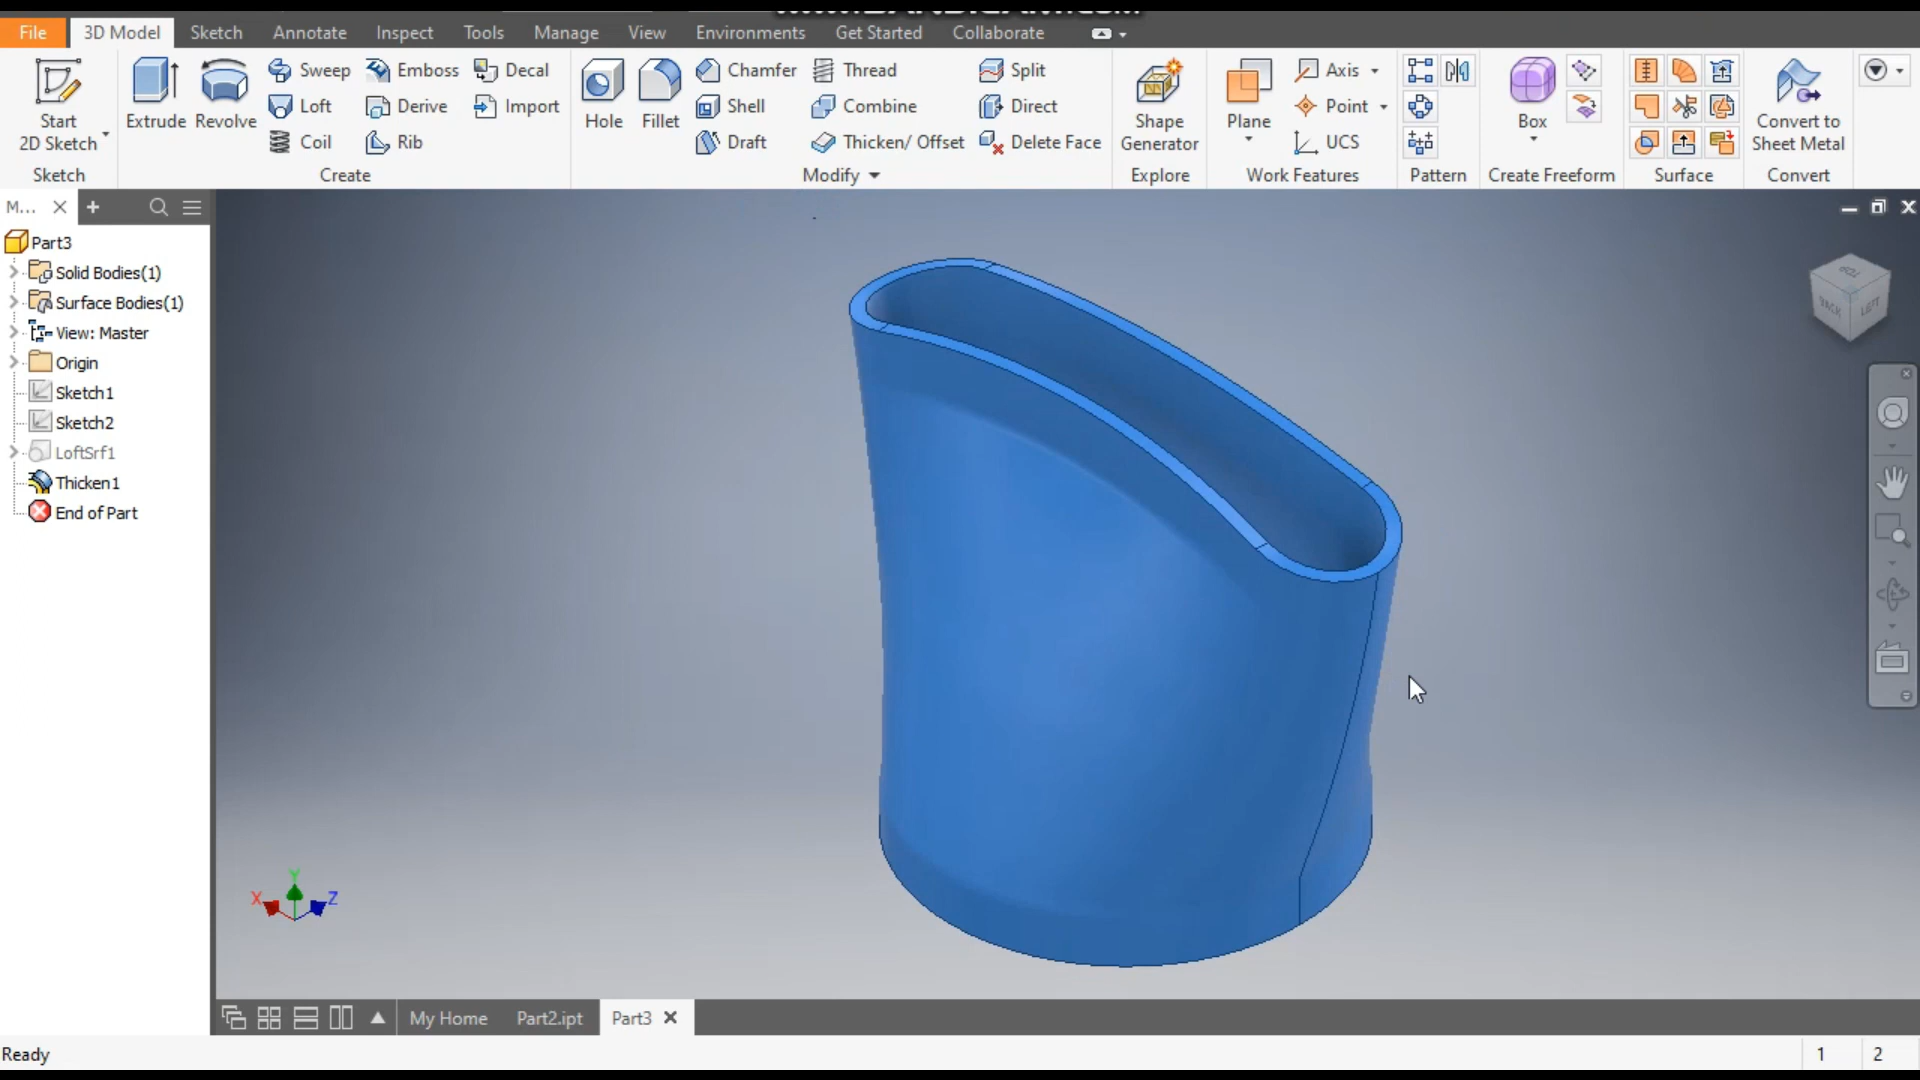 File 3D Model Sketch Annotate Inspect Tools Manage View Environments Get Started Collaborate
Start
2D Sketch
Extrude Revolve
Sweep Emboss Decal
Loft Derive Import
Coil Rib
Hole Fillet
Chamfer Thread Split
Shell Combine Direct
Draft Thicken/ Offset Delete Face
Shape
Generator
Plane
Axis
Point
UCS
Box
Convert to
Sheet Metal
Sketch Create Modify Explore Work Features Pattern Create Freeform Surface Convert
M...
Part3
Solid Bodies(1)
Surface Bodies(1)
View: Master
Origin
Sketch1
Sketch2
LoftSrf1
Thicken1
End of Part
TOP
BACK LEFT
Y
X Z
My Home Part2.ipt Part3
Ready 1 2